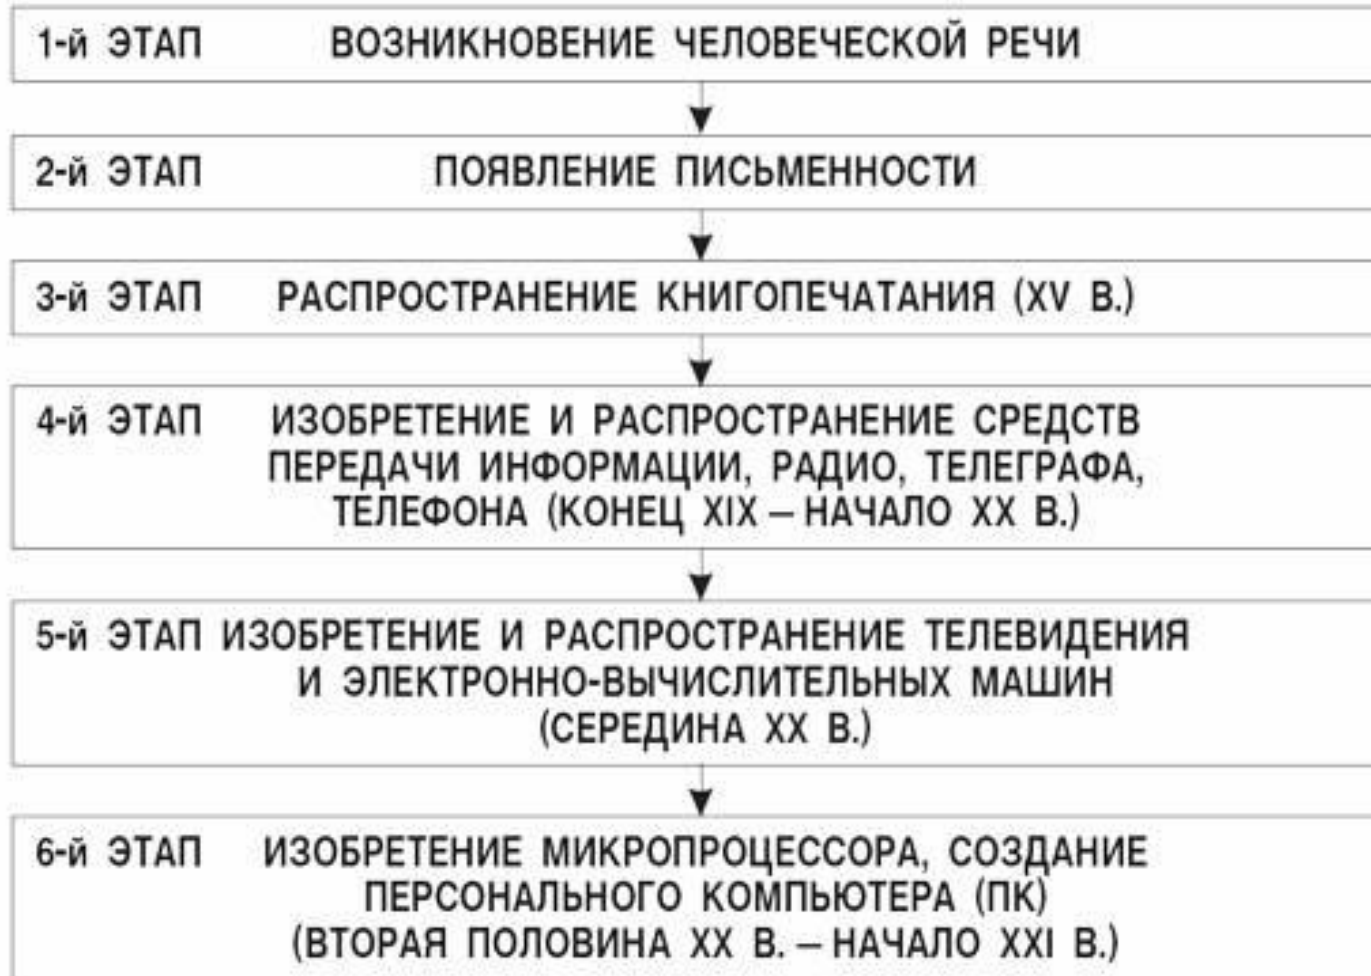 1-й ЭТАП ВОЗНИКНОВЕНИЕ ЧЕЛОВЕЧЕСКОЙ РЕЧИ
2-й ЭТАП ПОЯВЛЕНИЕ ПИСЬМЕННОСТИ
3-й ЭТАП РАСПРОСТРАНЕНИЕ КНИГОПЕЧАТАНИЯ (XV В.)
4-й ЭТАП ИЗОБРЕТЕНИЕ И РАСПРОСТРАНЕНИЕ СРЕДСТВ
ПЕРЕДАЧИ ИНФОРМАЦИИ, РАДИО, ТЕЛЕГРАФА,
ТЕЛЕФОНА (КОНЕЦ XIX – НАЧАЛО XX В.)
5-й ЭТАП ИЗОБРЕТЕНИЕ И РАСПРОСТРАНЕНИЕ ТЕЛЕВИДЕНИЯ
И ЭЛЕКТРОННО-ВЫЧИСЛИТЕЛЬНЫХ МАШИН
(СЕРЕДИНА XX В.)
6-й ЭТАП ИЗОБРЕТЕНИЕ МИКРОПРОЦЕССОРА, СОЗДАНИЕ
ПЕРСОНАЛЬНОГО КОМПЬЮТЕРА (ПК)
(ВТОРАЯ ПОЛОВИНА XX В. – НАЧАЛО XXI В.)